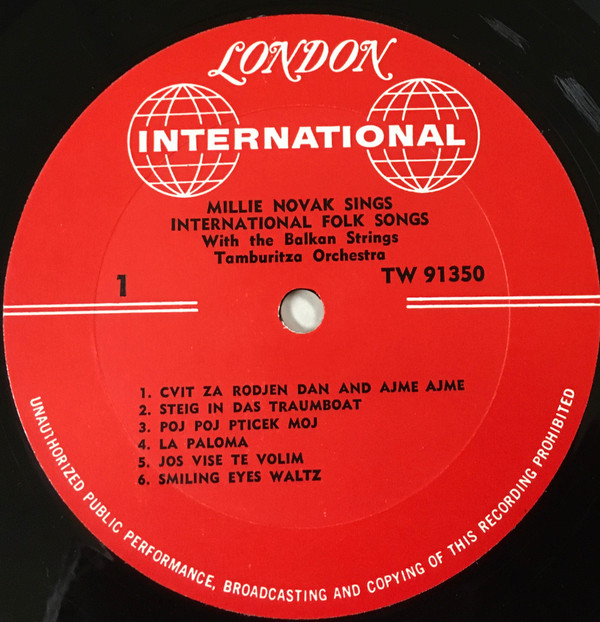 LONDON
INTERNATIONAL
MILLIE NOVAK SINGS
INTERNATIONAL FOLK SONGS
With the Balkan Strings
Tamburitza Orchestra
1
TW 91350
1. CVIT ZA RODJEN DAN AND AJME AJME
2. STEIG IN DAS TRAUMBOAT
3. POJ POJ PTICEK MOJ
4. LA PALOMA
5. JOS VISE TE VOLIM
6. SMILING EYES WALTZ
UNAUTHORIZED PUBLIC PERFORMANCE, BROADCASTING AND COPYING OF THIS RECORDING PROHIBITED